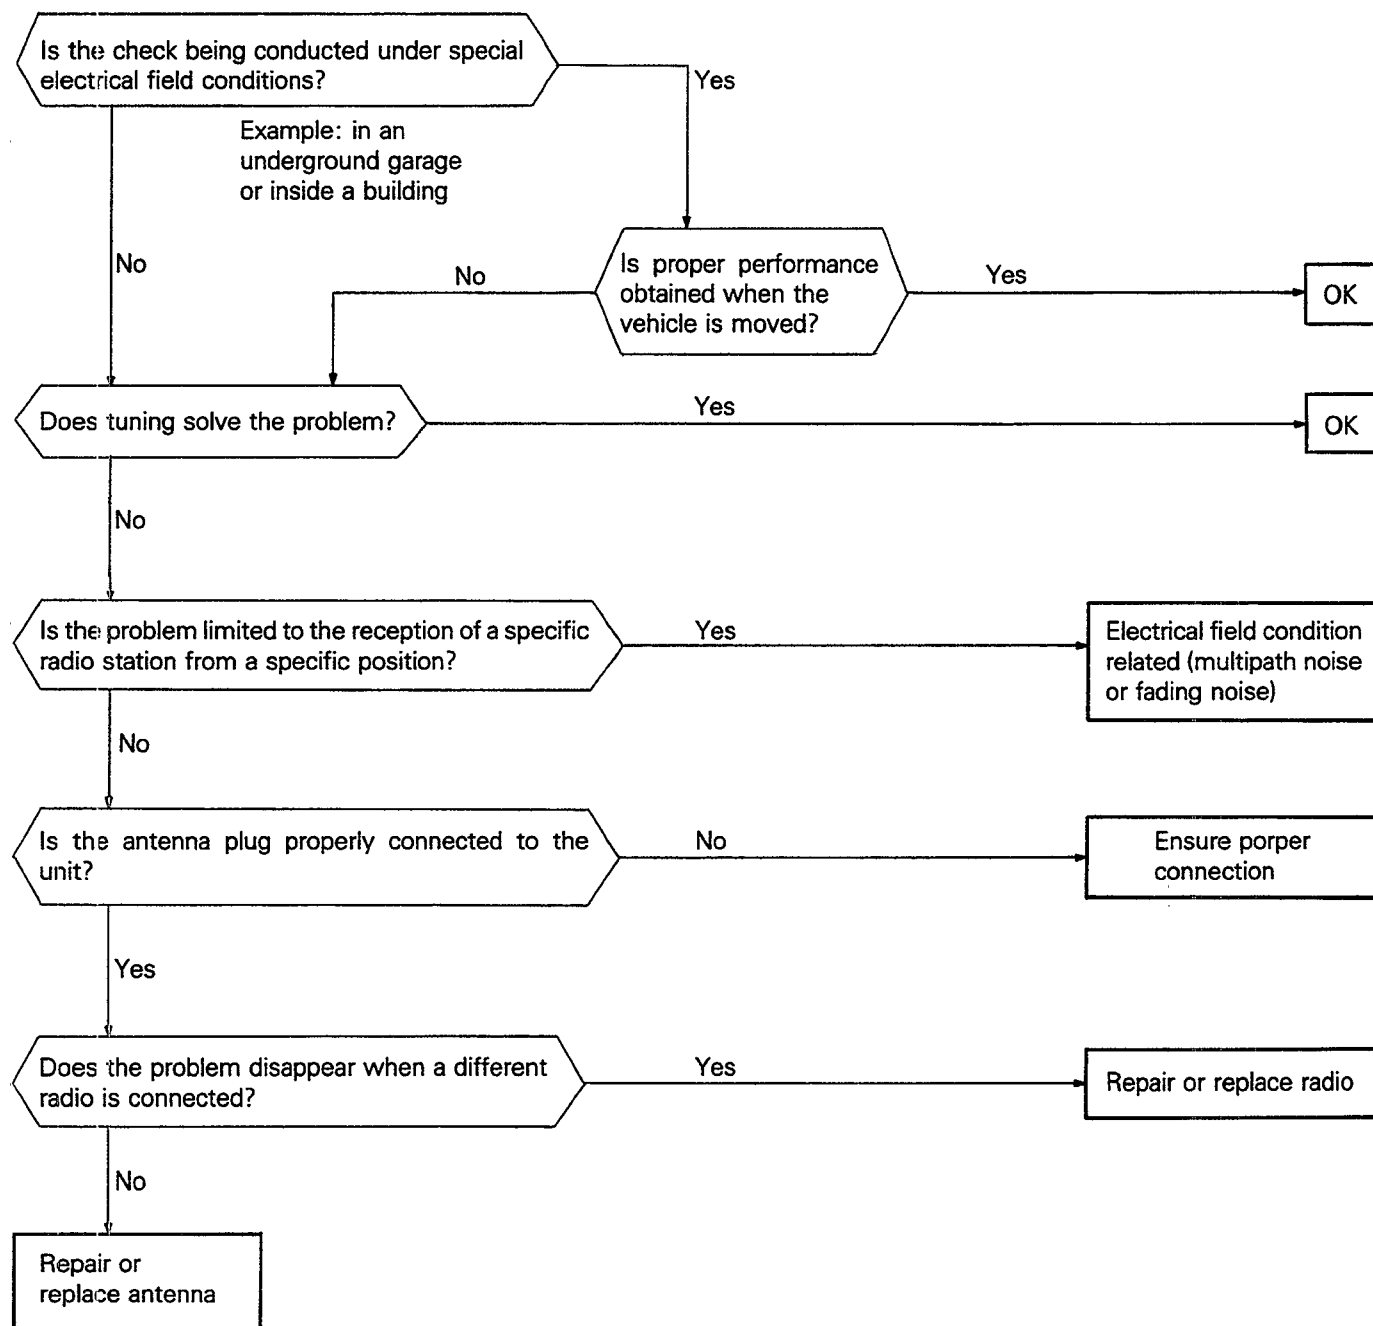 Is the check being conducted under special
electrical field conditions?
Yes
Example: in an
underground garage
or inside a building
No
Is proper performance
obtained when the
vehicle is moved?
No
Yes
OK
Does tuning solve the problem?
Yes
OK
No
Is the problem limited to the reception of a specific
radio station from a specific position?
Yes
Electrical field condition
related (multipath noise
or fading noise)
No
Is the antenna plug properly connected to the
unit?
No
Ensure porper
connection
Yes
Does the problem disappear when a different
radio is connected?
Yes
Repair or replace radio
No
Repair or
replace antenna